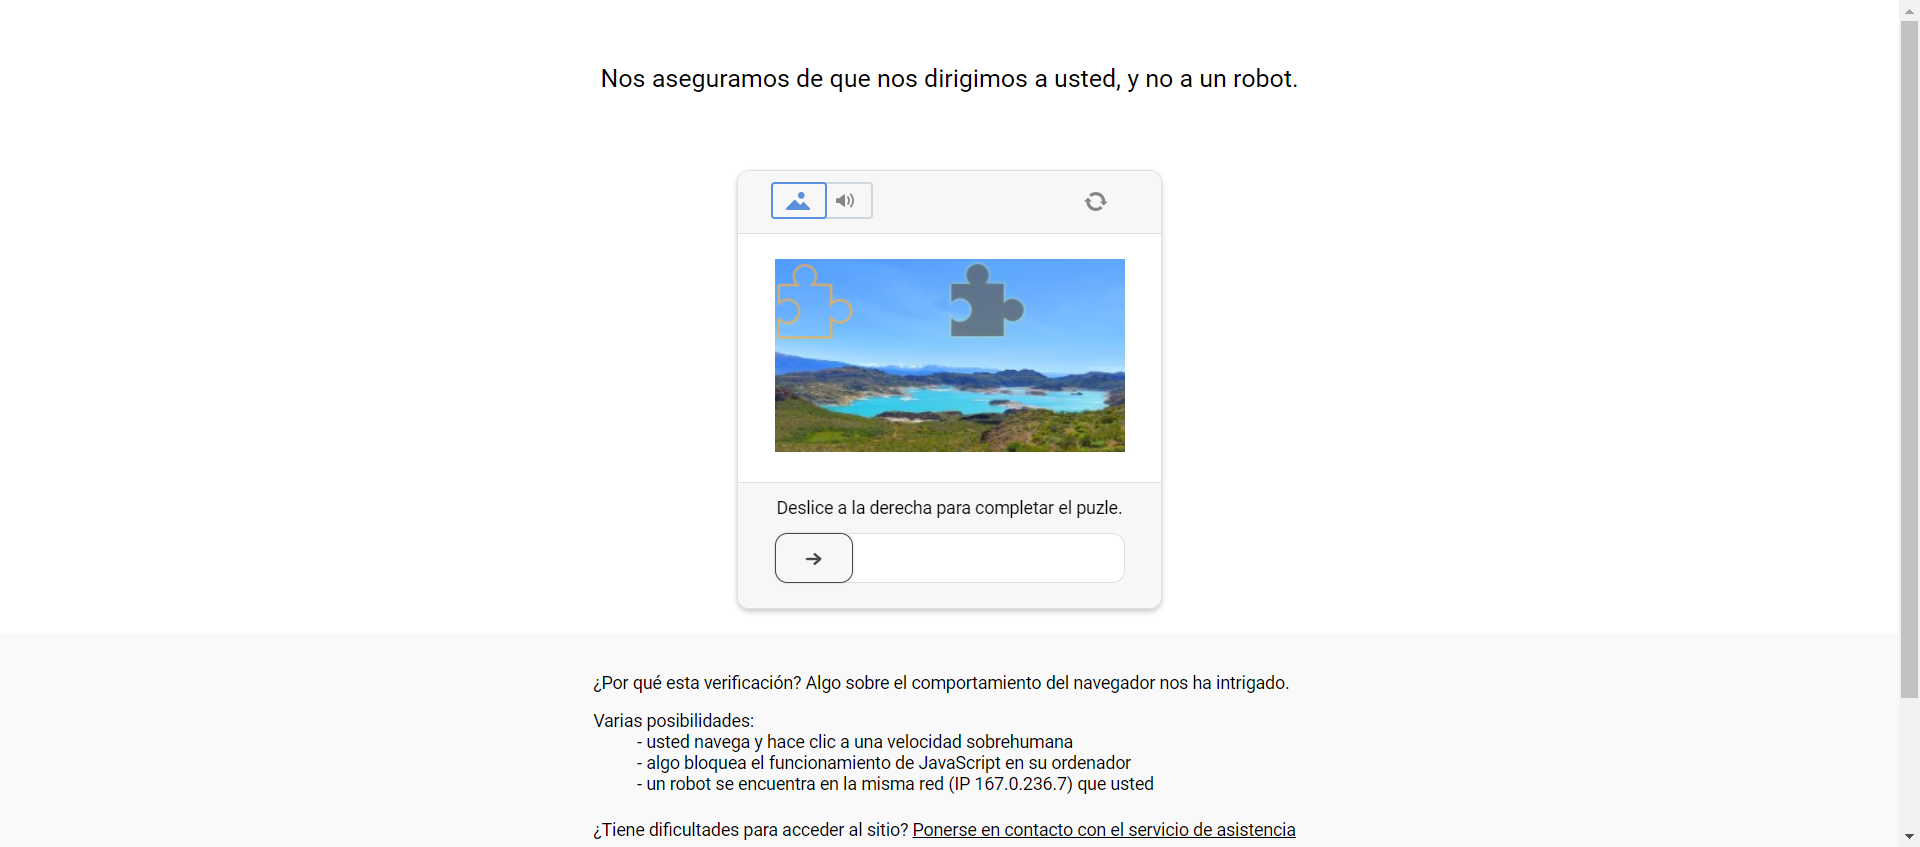 Nos aseguramos de que nos dirigimos a usted, y no a un robot.
Deslice a la derecha para completar el puzle.
¿Por qué esta verificación? Algo sobre el comportamiento del navegador nos ha intrigado.
Varias posibilidades:
- usted navega y hace clic a una velocidad sobrehumana
- algo bloquea el funcionamiento de JavaScript en su ordenador
- un robot se encuentra en la misma red (IP 167.0.236.7) que usted
¿Tiene dificultades para acceder al sitio? Ponerse en contacto con el servicio de asistencia